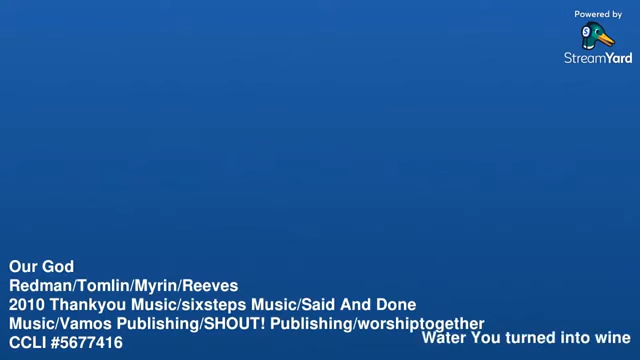 Powered by
StreamYard
Our God
Redman/Tomlin/Myrin/Reeves
2010 Thankyou Music/sixsteps Music/Said And Done
Music/Vamos Publishing/SHOUT! Publishing/worshiptogether
CCLI #5677416
Water You turned into wine